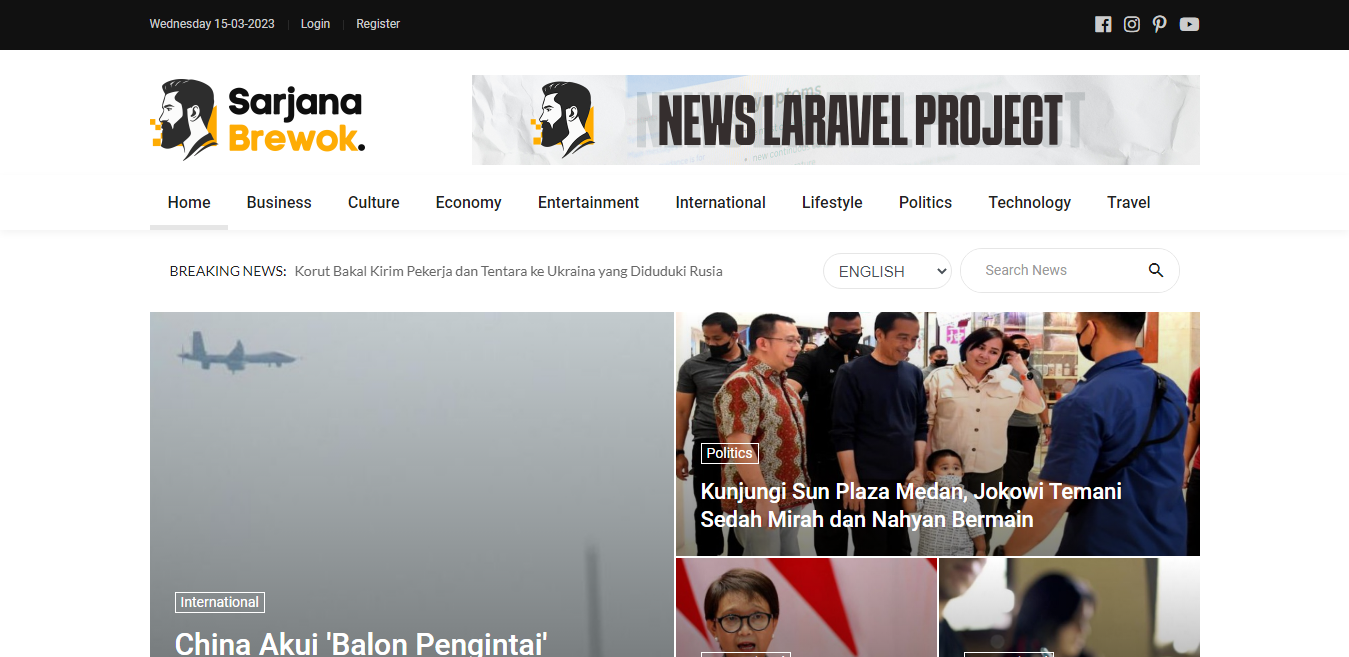 Wednesday 15-03-2023
Login
Register
Sarjana
Brewok.
NEWS LARAVEL PROJECT
Home Business Culture Economy Entertainment International Lifestyle Politics Technology Travel
BREAKING NEWS: Korut Bakal Kirim Pekerja dan Tentara ke Ukraina yang Diduduki Rusia
ENGLISH
Search News
International
China Akui 'Balon Pengintai'
Politics
Kunjungi Sun Plaza Medan, Jokowi Temani
Sedah Mirah dan Nahyan Bermain